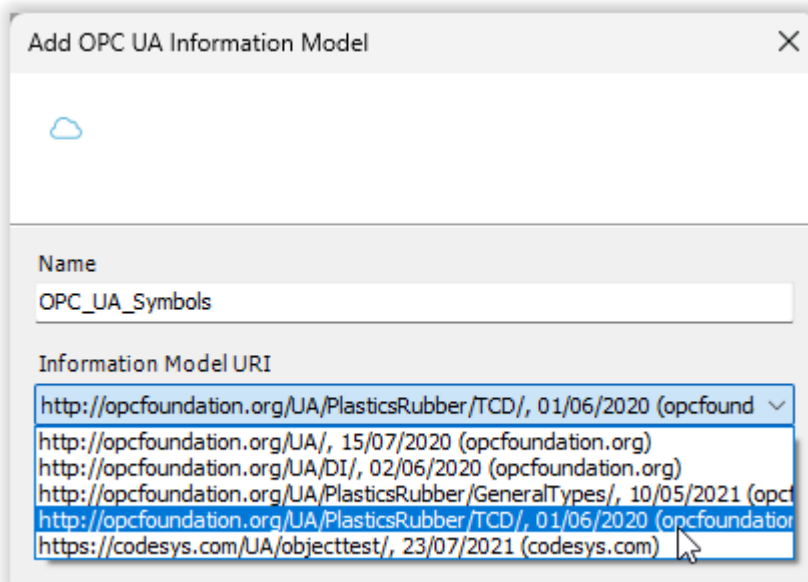 Add OPC UA Information Model
Name
OPC_UA_Symbols
Information Model URI
http://opcfoundation.org/UA/PlasticsRubber/TCD/, 01/06/2020 (opcfound
http://opcfoundation.org/UA/, 15/07/2020 (opcfoundation.org)
http://opcfoundation.org/UA/DI/, 02/06/2020 (opcfoundation.org)
http://opcfoundation.org/UA/PlasticsRubber/GeneralTypes/, 10/05/2021 (opcf
http://opcfoundation.org/UA/PlasticsRubber/TCD/, 01/06/2020 (opcfoundation
https://codesys.com/UA/objecttest/, 23/07/2021 (codesys.com)